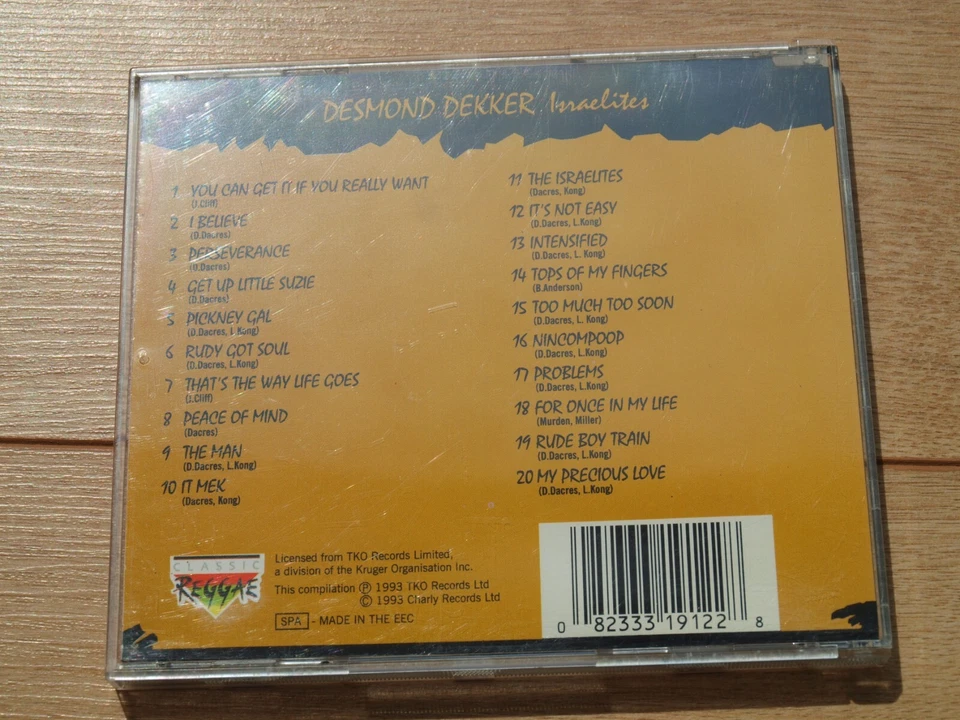 DESMOND DEKKER Israelites
1 YOU CAN GET IT IF YOU REALLY WANT
(J.Cliff)
2 I BELIEVE
(D.Dacres)
3 PERSEVERANCE
(D.Dacres)
4 GET UP LITTLE SUZIE
(D.Dacres)
5 PICKNEY GAL
(D.Dacres, L.Kong)
6 RUDY GOT SOUL
(D.Dacres, L.Kong)
7 THAT'S THE WAY LIFE GOES
(J.Cliff)
8 PEACE OF MIND
(Dacres)
9 THE MAN
(D.Dacres, L.Kong)
10 IT MEK
(Dacres, Kong)
11 THE ISRAELITES
(Dacres, Kong)
12 IT'S NOT EASY
(D.Dacres, L.Kong)
13 INTENSIFIED
(D.Dacres, L.Kong)
14 TOPS OF MY FINGERS
(B.Anderson)
15 TOO MUCH TOO SOON
(D.Dacres, L.Kong)
16 NINCOMPOOP
(D.Dacres, L.Kong)
17 PROBLEMS
(D.Dacres, L.Kong)
18 FOR ONCE IN MY LIFE
(Murden, Miller)
19 RUDE BOY TRAIN
(D.Dacres, L.Kong)
20 MY PRECIOUS LOVE
(D.Dacres, L.Kong)
CLASSIC
REGGAE
Licensed from TKO Records Limited,
a division of the Kruger Organisation Inc.
This compilation Ⓟ 1993 TKO Records Ltd
© 1993 Charly Records Ltd
SPA - MADE IN THE EEC
0 82333 19122 8